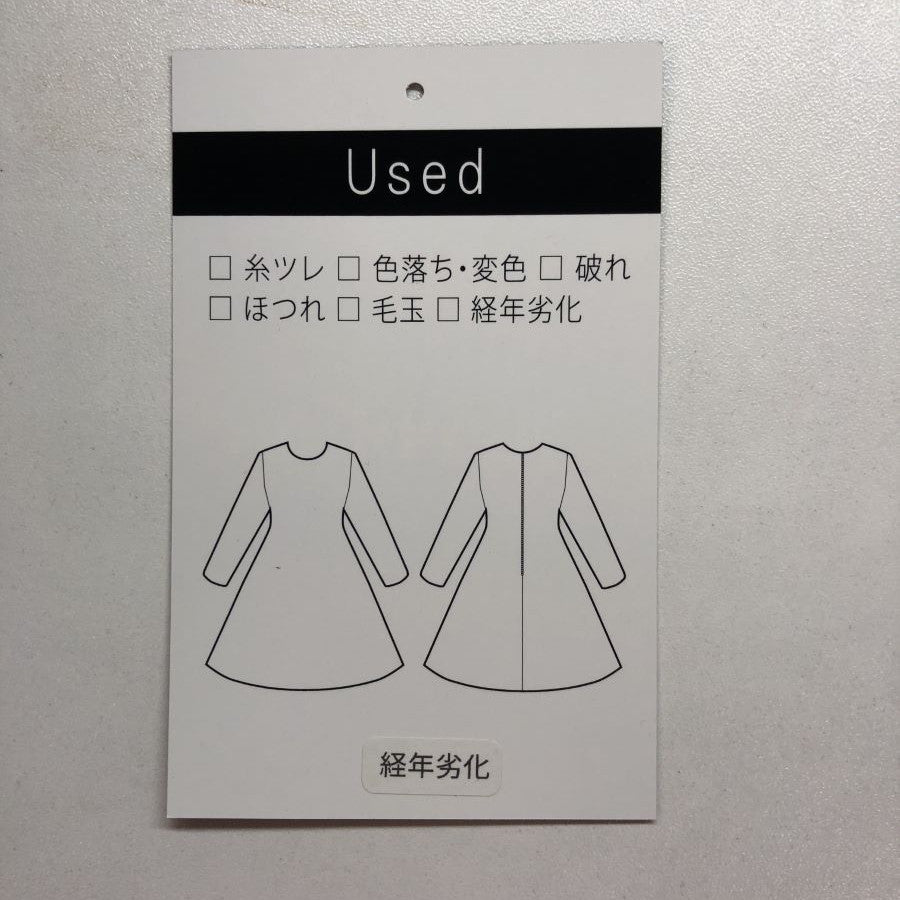 Used
□ 糸ツレ □ 色落ち・変色 □ 破れ
□ ほつれ □ 毛玉 □ 経年劣化
経年劣化